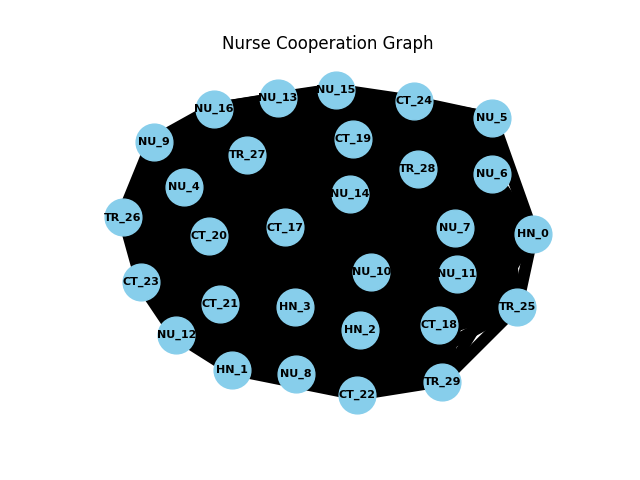 Nurse Cooperation Graph
NU_15
NU_13
CT_24
NU_16
NU_5
CT_19
NU_9
TR_27
TR_28
NU_6
NU_4
NU_14
TR_26
CT_17
NU_7
HN_0
CT_20
NU_10
NU_11
CT_23
CT_21
HN_3
TR_25
CT_18
HN_2
NU_12
HN_1
NU_8
TR_29
CT_22